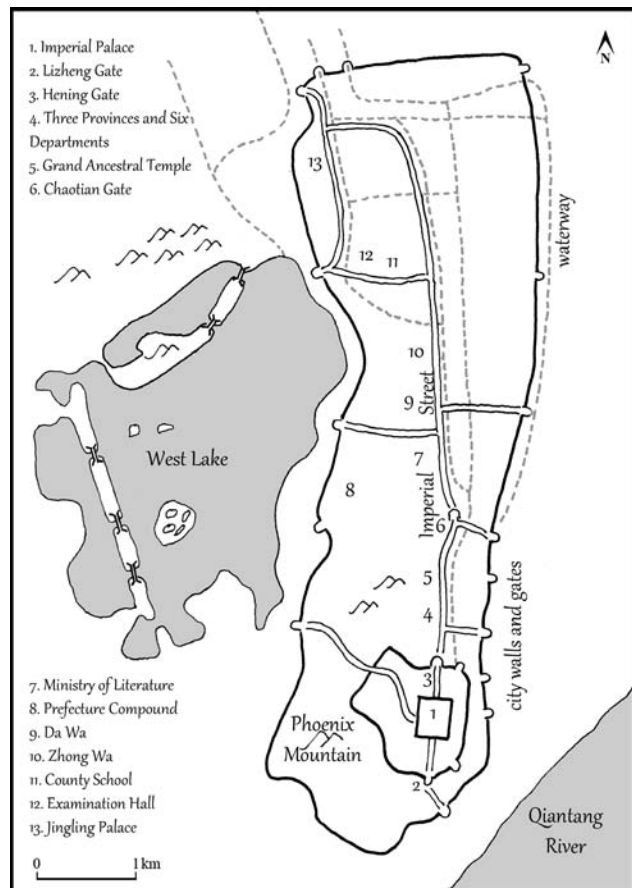 1. Imperial Palace
2. Lizheng Gate
3. Hening Gate
4. Three Provinces and Six
Departments
5. Grand Ancestral Temple
6. Chaotian Gate
N
13
12
11
waterway
10
9
Street
West Lake
7
8
Imperial
6
5
4
city walls and gates
3
1
Phoenix
Mountain
2
7. Ministry of Literature
8. Prefecture Compound
9. Da Wa
10. Zhong Wa
11. County School
12. Examination Hall
13. Jingling Palace
0
1 km
Qiantang
River